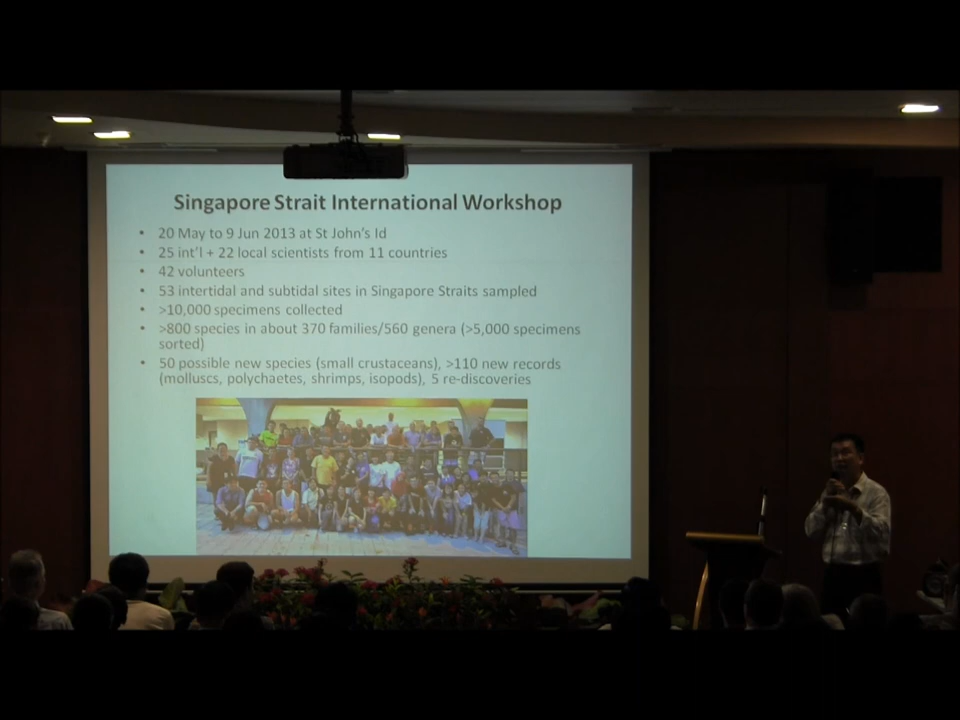 Singapore Strait International Workshop
• 20 May to 9 Jun 2013 at St John's Id
• 25 int'l + 22 local scientists from 11 countries
• 42 volunteers
• 53 intertidal and subtidal sites in Singapore Straits sampled
• >10,000 specimens collected
• >800 species in about 370 families/560 genera (>5,000 specimens
sorted)
• 50 possible new species (small crustaceans), >110 new records
(molluscs, polychaetes, shrimps, isopods), 5 re-discoveries